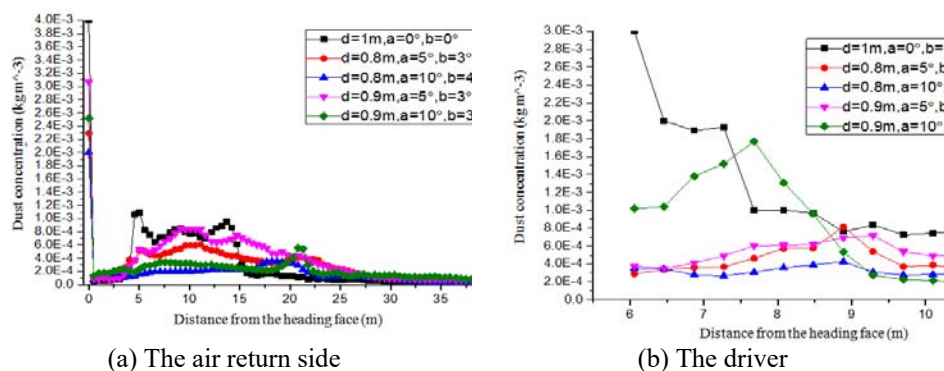 4.0E-3
3.8E-3
3.6E-3
3.4E-3
3.2E-3
3.0E-3
2.8E-3
2.6E-3
2.4E-3
2.2E-3
2.0E-3
1.8E-3
1.6E-3
1.4E-3
1.2E-3
1.0E-3
8.0E-4
6.0E-4
4.0E-4
2.0E-4
0.0
Dust concentration (kgm^-3)
d=1m,a=0°,b=0°
d=0.8m,a=5°,b=3°
d=0.8m,a=10°,b=4
d=0.9m,a=5°,b=3°
d=0.9m,a=10°,b=3
0 5 10 15 20 25 30 35
Distance from the heading face (m)
(a) The air return side
3.0E-3
2.8E-3
2.6E-3
2.4E-3
2.2E-3
2.0E-3
1.8E-3
1.6E-3
1.4E-3
1.2E-3
1.0E-3
8.0E-4
6.0E-4
4.0E-4
2.0E-4
0.0
Dust concentration (kgm^-3)
d=1m,a=0°,b=
d=0.8m,a=5°,b
d=0.8m,a=10°,
d=0.9m,a=5°,b
d=0.9m,a=10°
6 7 8 9 10
Distance from the heading face (m)
(b) The driver